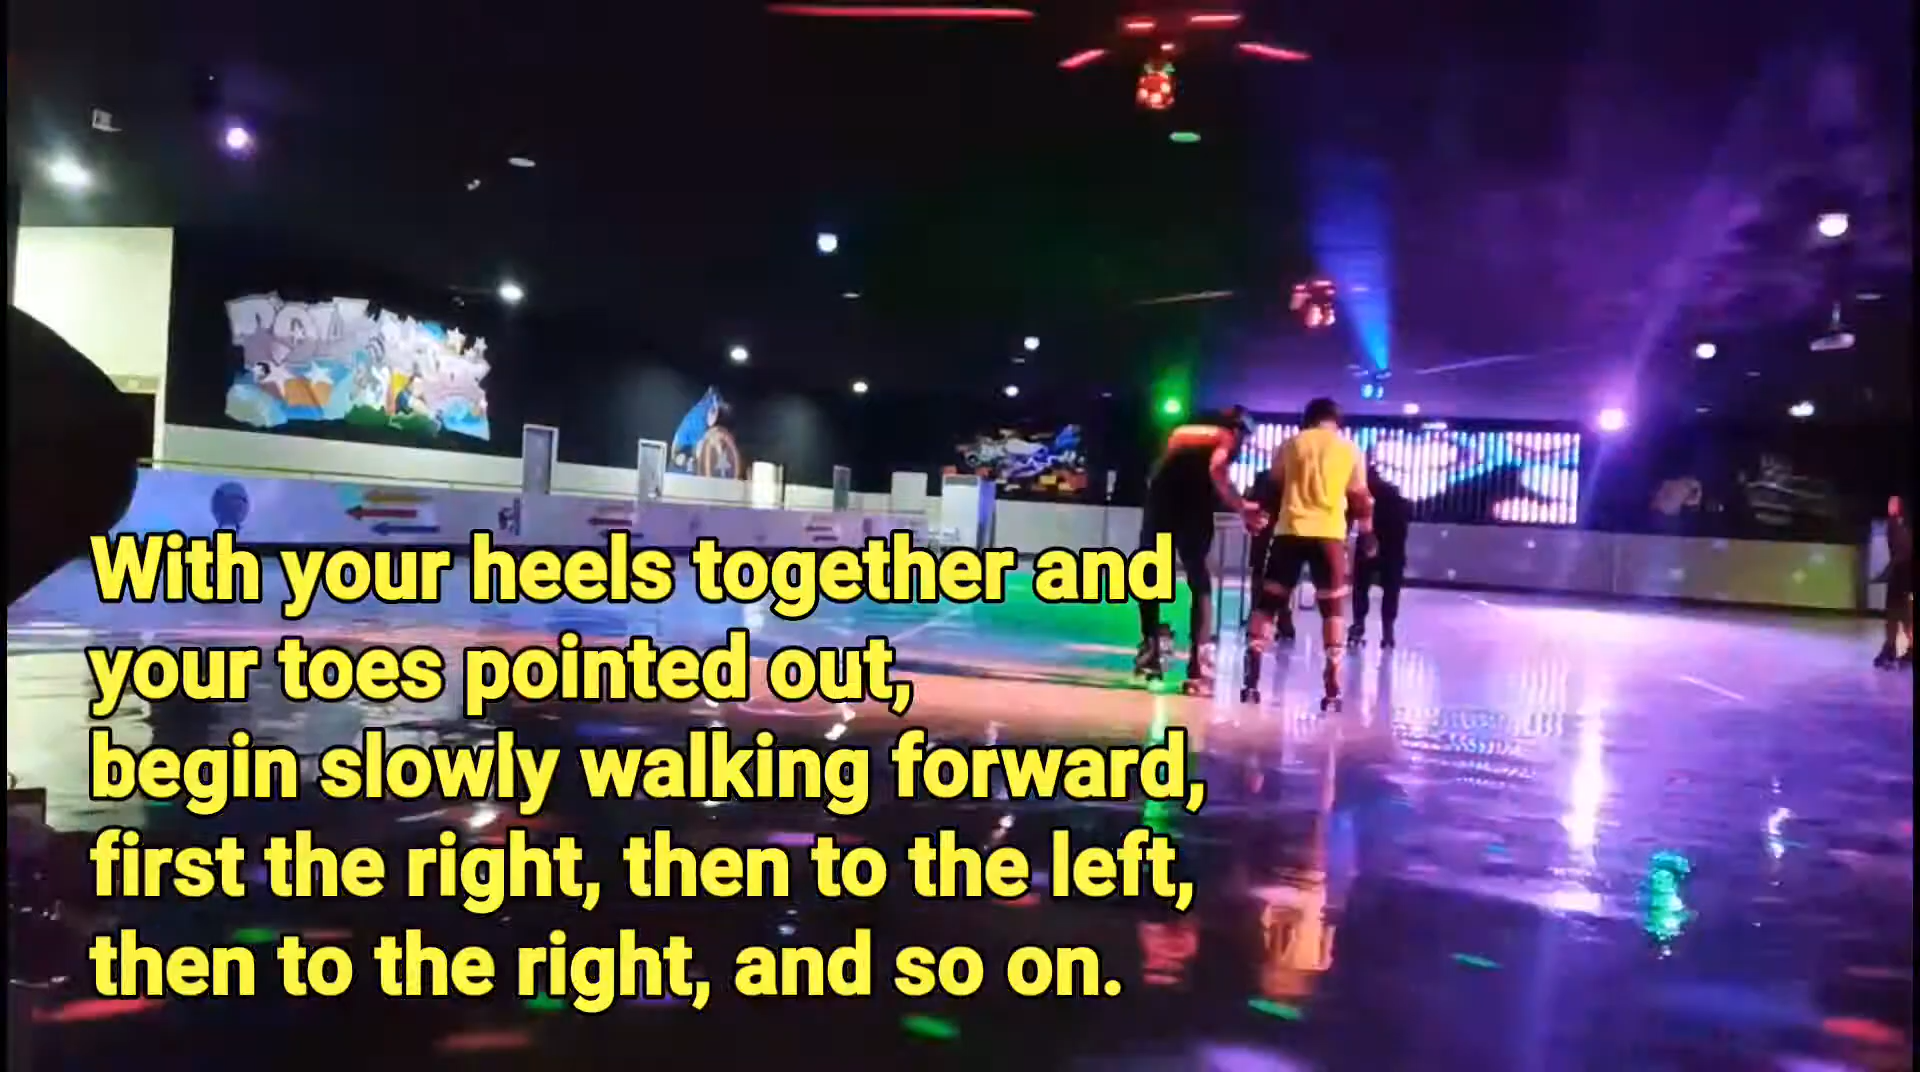 With your heels together and
your toes pointed out,
begin slowly walking forward,
first the right, then to the left,
then to the right, and so on.